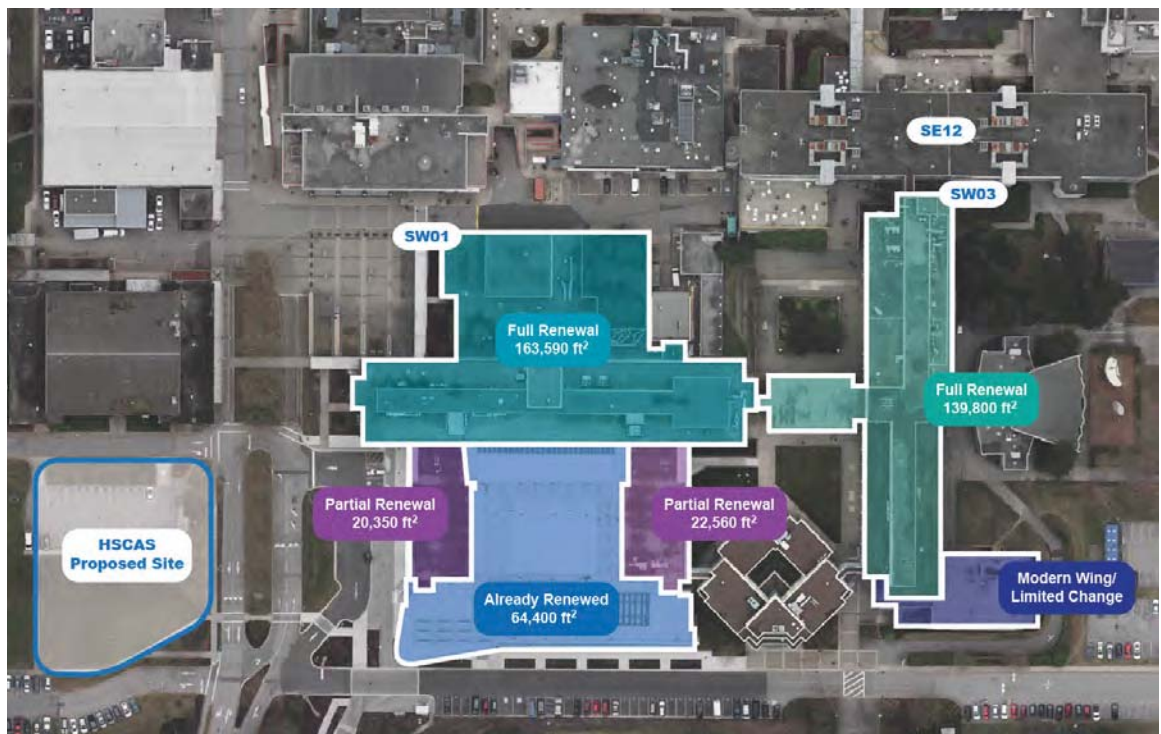 SE12
SW03
SW01
Full Renewal
163,590 ft²
Full Renewal
139,800 ft²
Partial Renewal
20,350 ft²
Partial Renewal
22,560 ft²
HSCAS
Proposed Site
Already Renewed
64,400 ft²
Modern Wing/
Limited Change